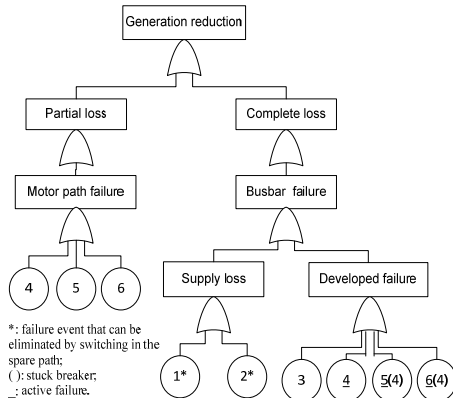 Generation reduction
Partial loss
Complete loss
Motor path failure
Busbar failure
Supply loss
Developed failure
4
5
6
1*
2*
3
4
5(4)
6(4)
*: failure event that can be
eliminated by switching in the
spare path;
( ): stuck breaker;
_: active failure.